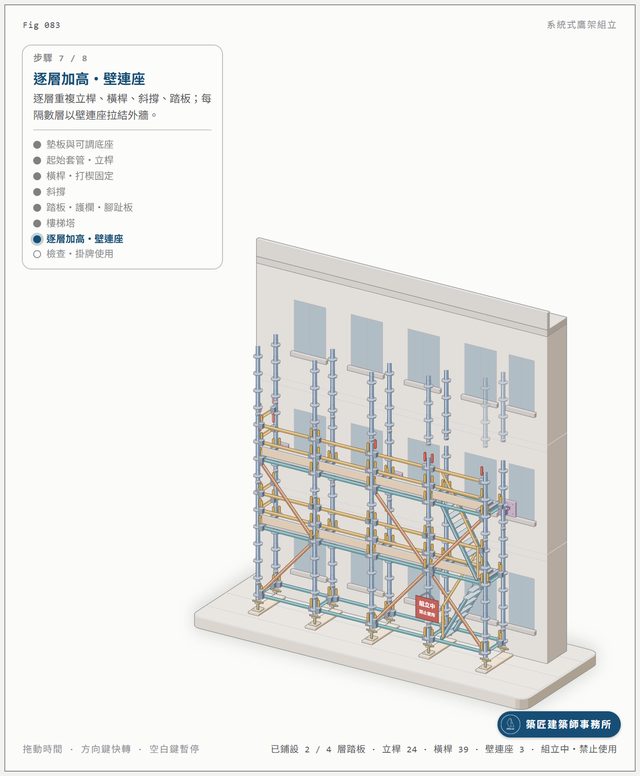 Fig 083
系統式鷹架組立
步驟 7 / 8
逐層加高・壁連座
逐層重複立桿、橫桿、斜撐、踏板；每
隔數層以壁連座拉結外牆。
墊板與可調底座
起始套管・立桿
橫桿・打楔固定
斜撐
踏板・護欄・腳趾板
樓梯塔
逐層加高・壁連座
檢查・掛牌使用
組立中
禁止使用
築匠建築師事務所
拖動時間 · 方向鍵快轉 · 空白鍵暫停
已鋪設 2 / 4 層踏板 · 立桿 24 · 橫桿 39 · 壁連座 3 · 組立中・禁止使用